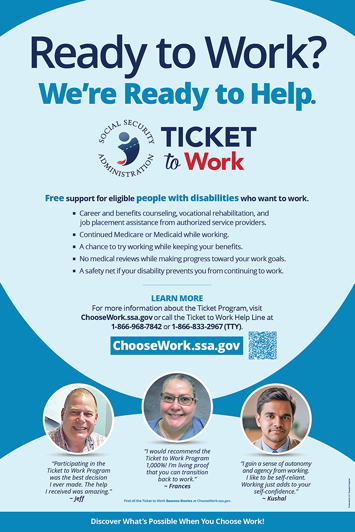 Ready to Work?
We're Ready to Help.
SOCIAL SECURITY
ADMINISTRATION
TICKET
to Work
Free support for eligible people with disabilities who want to work.
▪ Career and benefits counseling, vocational rehabilitation, and
job placement assistance from authorized service providers.
▪ Continued Medicare or Medicaid while working.
▪ A chance to try working while keeping your benefits.
▪ No medical reviews while making progress toward your work goals.
▪ A safety net if your disability prevents you from continuing to work.
LEARN MORE
For more information about the Ticket Program, visit
ChooseWork.ssa.gov or call the Ticket to Work Help Line at
1-866-968-7842 or 1-866-833-2967 (TTY).
ChooseWork.ssa.gov
"Participating in the
Ticket to Work Program
was the best decision
I ever made. The help
I received was amazing."
~ Jeff
"I would recommend the
Ticket to Work Program
1,000%! I'm living proof
that you can transition
back to work."
~ Frances
"I gain a sense of autonomy
and agency from working.
I like to be self-reliant.
Working just adds to your
self-confidence."
~ Kushal
Find all the Ticket to Work Success Stories at ChooseWork.ssa.gov.
Discover What's Possible When You Choose Work!